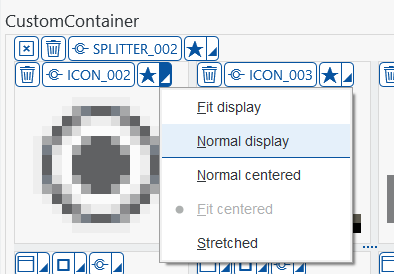 CustomContainer
SPLITTER_002
ICON_002
ICON_003
Fit display
Normal display
Normal centered
Fit centered
Stretched